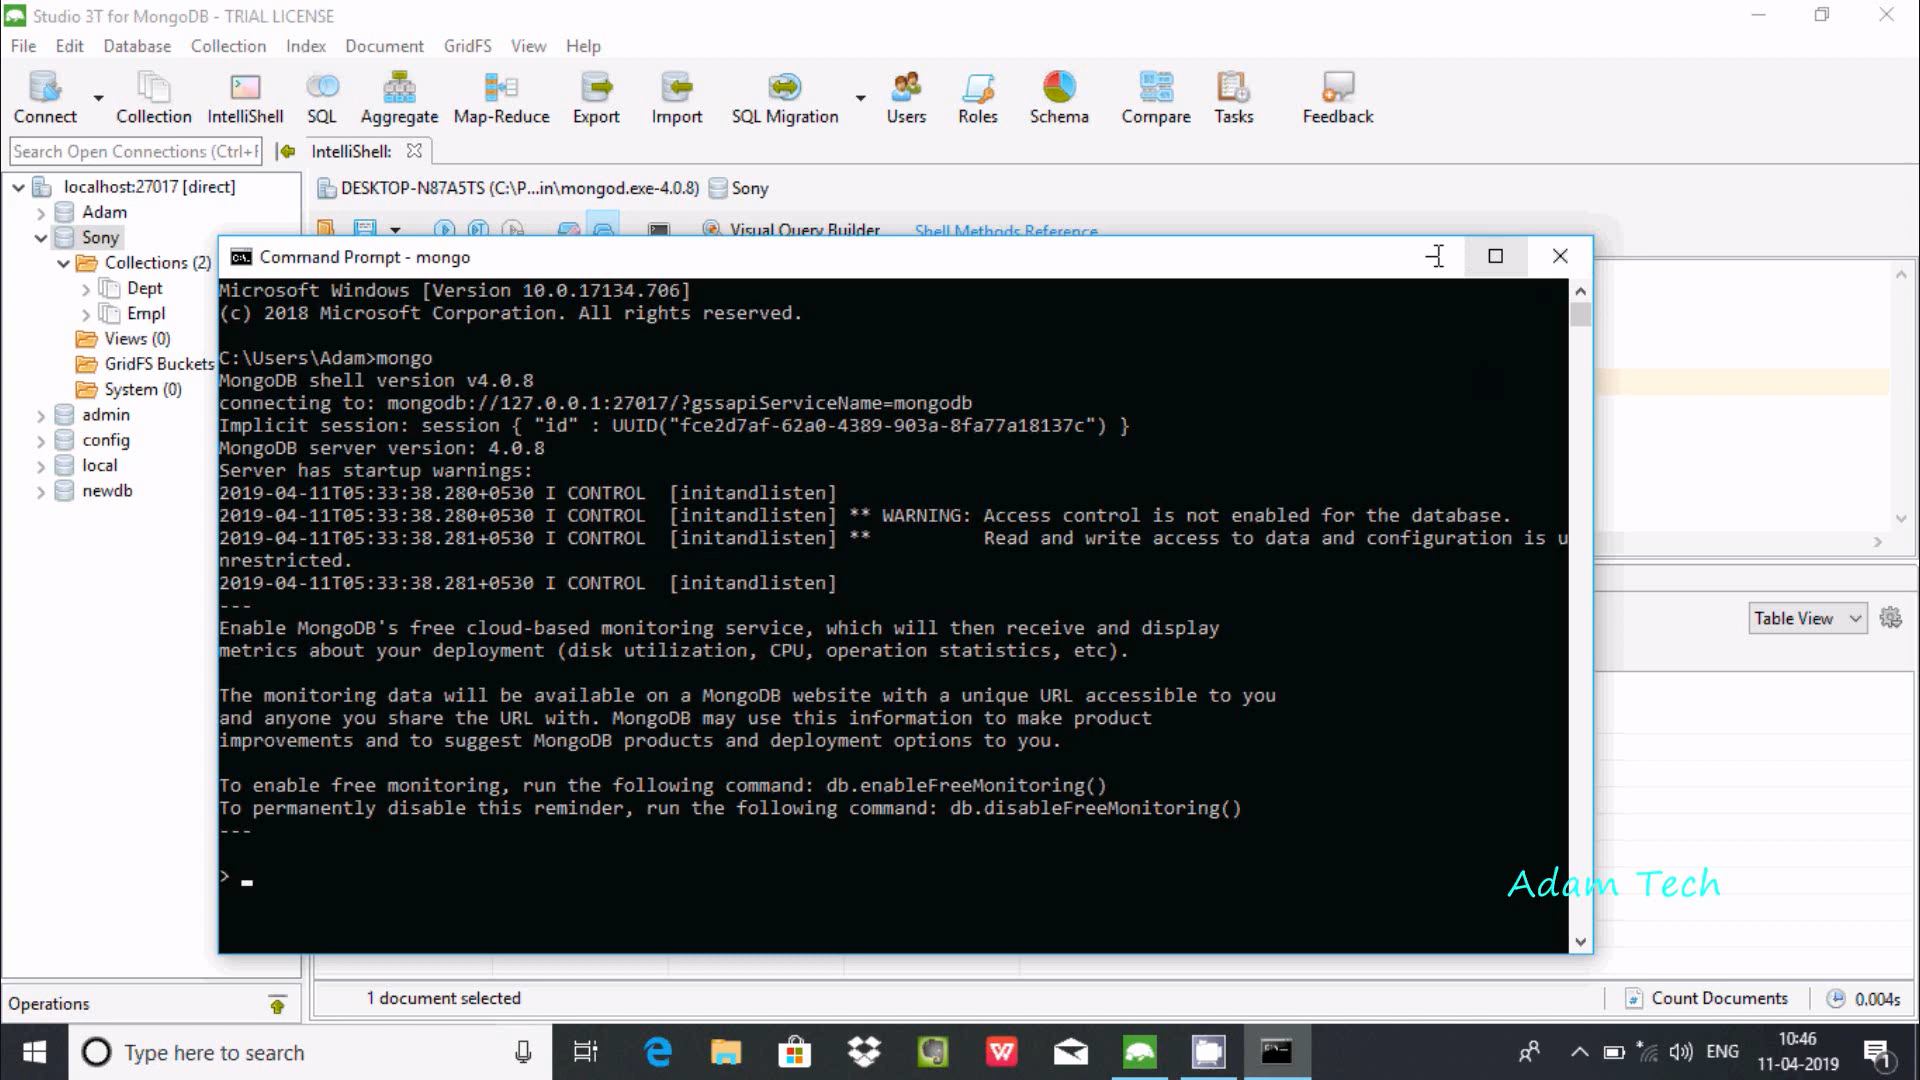 Studio 3T for MongoDB - TRIAL LICENSE
File Edit Database Collection Index Document GridFS View Help
Connect Collection IntelliShell SQL Aggregate Map-Reduce Export Import SQL Migration Users Roles Schema Compare Tasks Feedback
Search Open Connections (Ctrl+F
IntelliShell:
localhost:27017 [direct]
DESKTOP-N87A5TS (C:\P...in\mongod.exe-4.0.8) Sony
Adam
Sony
Visual Query Builder Shell Methods Reference
Collections (2)
Dept
Empl
Views (0)
GridFS Buckets
System (0)
admin
config
local
newdb
Command Prompt - mongo
Microsoft Windows [Version 10.0.17134.706]
(c) 2018 Microsoft Corporation. All rights reserved.
C:\Users\Adam>mongo
MongoDB shell version v4.0.8
connecting to: mongodb://127.0.0.1:27017/?gssapiServiceName=mongodb
Implicit session: session { "id" : UUID("fce2d7af-62a0-4389-903a-8fa77a18137c") }
MongoDB server version: 4.0.8
Server has startup warnings:
2019-04-11T05:33:38.280+0530 I CONTROL  [initandlisten]
2019-04-11T05:33:38.280+0530 I CONTROL  [initandlisten] ** WARNING: Access control is not enabled for the database.
2019-04-11T05:33:38.281+0530 I CONTROL  [initandlisten] **          Read and write access to data and configuration is u
nrestricted.
2019-04-11T05:33:38.281+0530 I CONTROL  [initandlisten]
---
Enable MongoDB's free cloud-based monitoring service, which will then receive and display
metrics about your deployment (disk utilization, CPU, operation statistics, etc).
The monitoring data will be available on a MongoDB website with a unique URL accessible to you
and anyone you share the URL with. MongoDB may use this information to make product
improvements and to suggest MongoDB products and deployment options to you.
To enable free monitoring, run the following command: db.enableFreeMonitoring()
To permanently disable this reminder, run the following command: db.disableFreeMonitoring()
---
>
Table View
Adam Tech
Operations
1 document selected
Count Documents
0.004s
Type here to search
ENG
10:46
11-04-2019
1